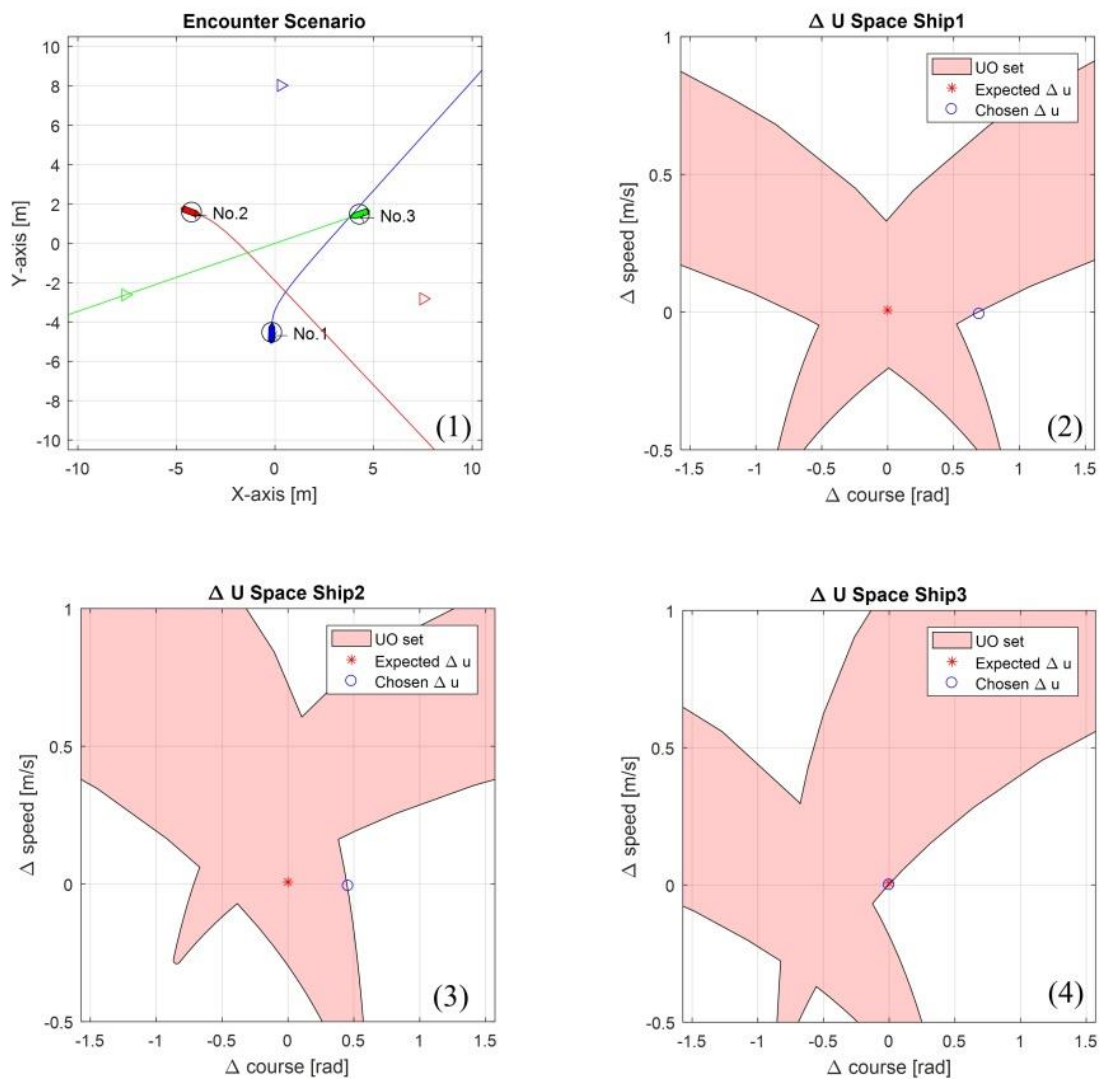 Encounter Scenario
10
8
6
4
2
0
-2
-4
-6
-8
-10
Y-axis [m]
No.2
No.3
No.1
(1)
-10 -5 0 5 10
X-axis [m]
Δ U Space Ship1
1
0.5
0
-0.5
Δ speed [m/s]
UO set
Expected Δ u
Chosen Δ u
(2)
-1.5 -1 -0.5 0 0.5 1 1.5
Δ course [rad]
Δ U Space Ship2
1
0.5
0
-0.5
Δ speed [m/s]
UO set
Expected Δ u
Chosen Δ u
(3)
-1.5 -1 -0.5 0 0.5 1 1.5
Δ course [rad]
Δ U Space Ship3
1
0.5
0
-0.5
Δ speed [m/s]
UO set
Expected Δ u
Chosen Δ u
(4)
-1.5 -1 -0.5 0 0.5 1 1.5
Δ course [rad]